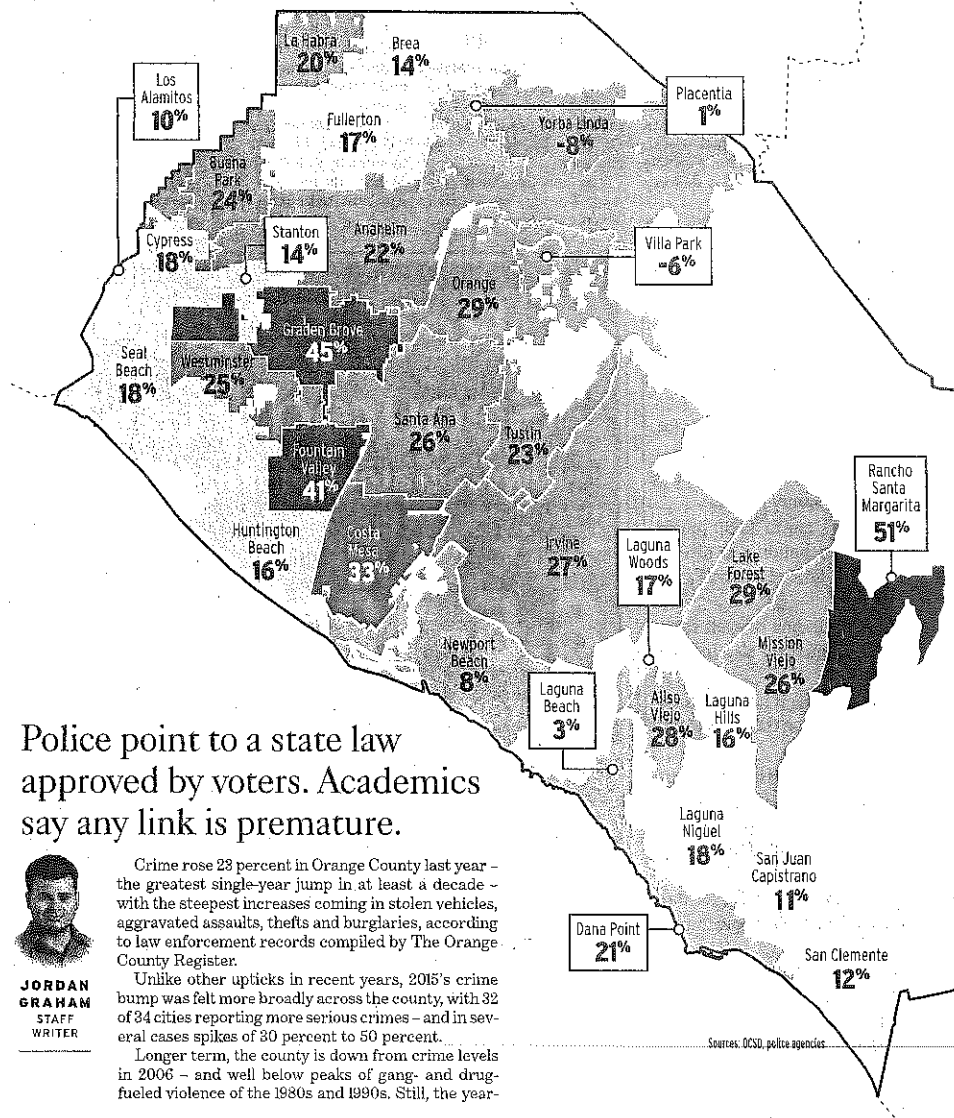 La Habra
20%
Brea
14%
Los
Alamitos
10%
Placentia
1%
Fullerton
17%
Yorba Linda
-8%
Buena
Park
24%
Cypress
18%
Stanton
14%
Anaheim
22%
Villa Park
-6%
Orange
29%
Graden Grove
45%
Seal
Beach
18%
Westminster
25%
Santa Ana
26%
Tustin
23%
Fountain
Valley
41%
Rancho
Santa
Margarita
51%
Huntington
Beach
16%
Costa
Mesa
33%
Irvine
27%
Laguna
Woods
17%
Lake
Forest
29%
Newport
Beach
8%
Mission
Viejo
26%
Laguna
Beach
3%
Aliso
Viejo
28%
Laguna
Hills
16%
Laguna
Niguel
18%
San Juan
Capistrano
11%
Dana Point
21%
San Clemente
12%
Sources: OCSD, police agencies
Police point to a state law
approved by voters. Academics
say any link is premature.
JORDAN
GRAHAM
STAFF
WRITER
Crime rose 23 percent in Orange County last year –
the greatest single-year jump in at least a decade –
with the steepest increases coming in stolen vehicles,
aggravated assaults, thefts and burglaries, according
to law enforcement records compiled by The Orange
County Register.
Unlike other upticks in recent years, 2015's crime
bump was felt more broadly across the county, with 32
of 34 cities reporting more serious crimes – and in sev-
eral cases spikes of 30 percent to 50 percent.
Longer term, the county is down from crime levels
in 2006 – and well below peaks of gang- and drug-
fueled violence of the 1980s and 1990s. Still, the year-